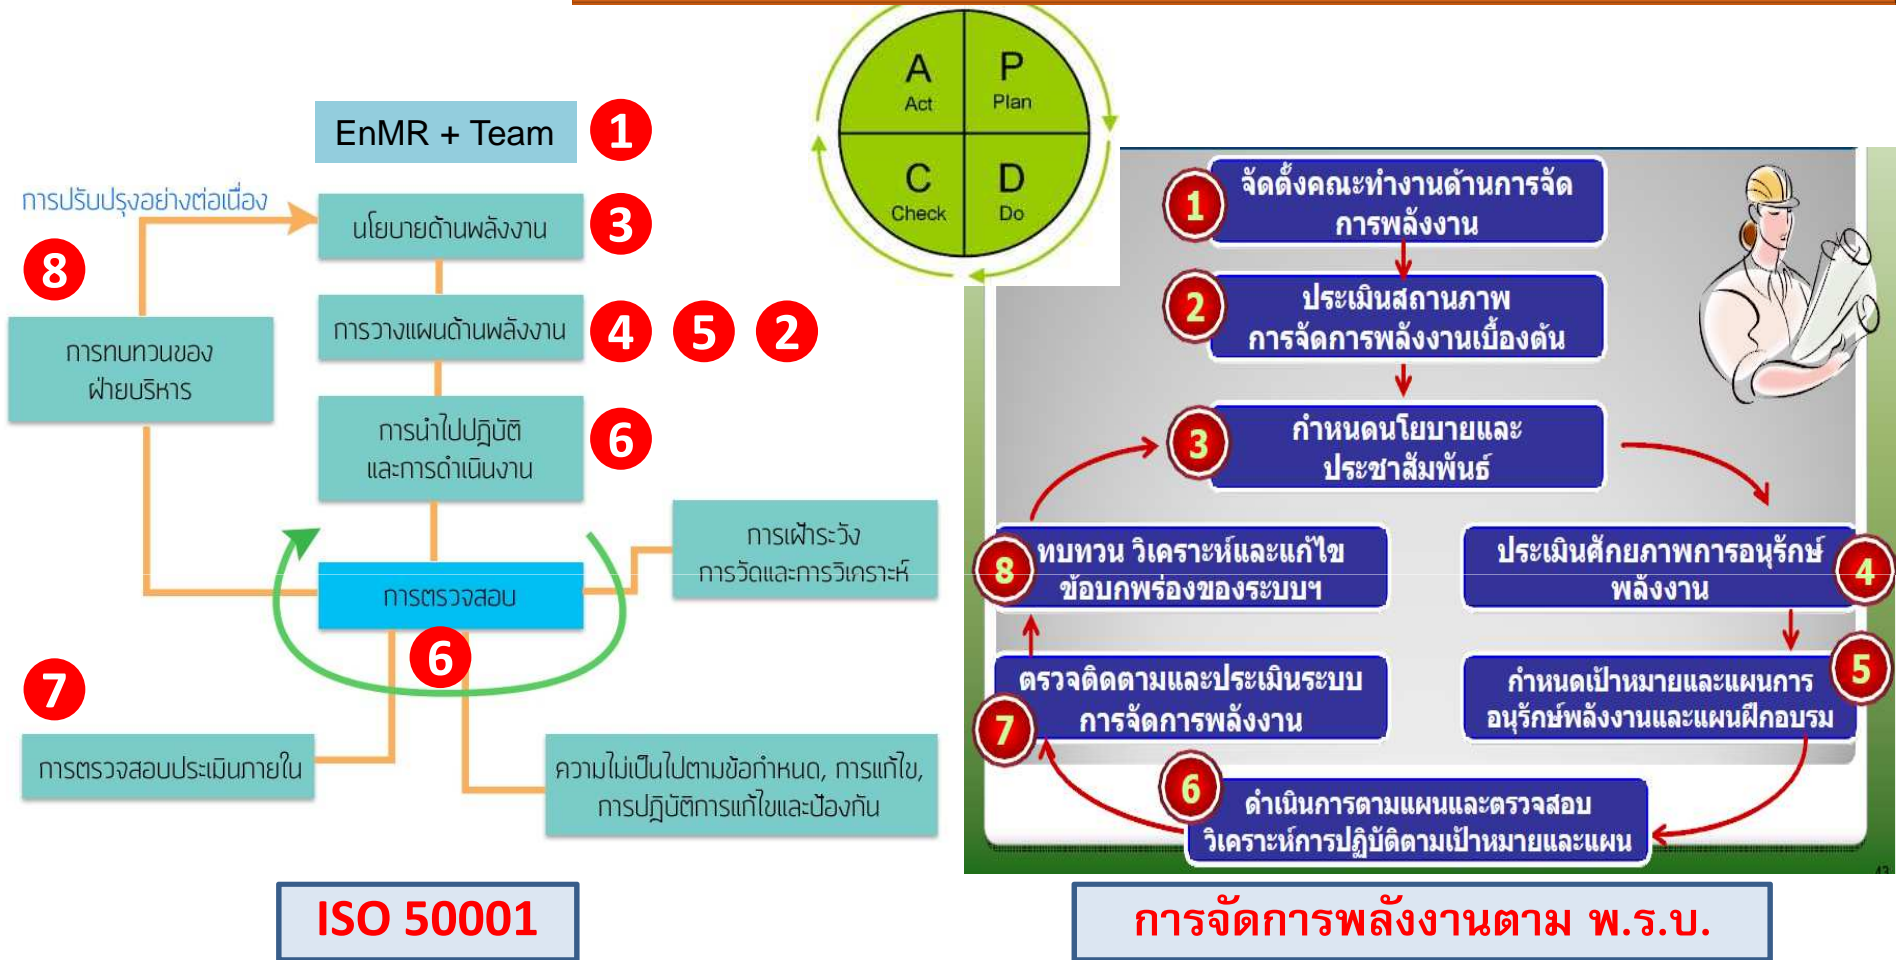 A
Act
P
Plan
C
Check
D
Do
EnMR + Team
1
การปรับปรุงอย่างต่อเนื่อง
นโยบายด้านพลังงาน
3
8
การวางแผนด้านพลังงาน
4
5
2
การทบทวนของ
ฝ่ายบริหาร
การนำไปปฏิบัติ
และการดำเนินงาน
6
การเฝ้าระวัง
การวัดและการวิเคราะห์
การตรวจสอบ
6
7
การตรวจสอบประเมินภายใน
ความไม่เป็นไปตามข้อกำหนด, การแก้ไข,
การปฏิบัติการแก้ไขและป้องกัน
ISO 50001
1
จัดตั้งคณะทำงานด้านการจัด
การพลังงาน
2
ประเมินสถานภาพ
การจัดการพลังงานเบื้องต้น
3
กำหนดนโยบายและ
ประชาสัมพันธ์
8
ทบทวน วิเคราะห์และแก้ไข
ข้อบกพร่องของระบบฯ
ประเมินศักยภาพการอนุรักษ์
พลังงาน
4
7
ตรวจติดตามและประเมินระบบ
การจัดการพลังงาน
กำหนดเป้าหมายและแผนการ
อนุรักษ์พลังงานและแผนฝึกอบรม
5
6
ดำเนินการตามแผนและตรวจสอบ
วิเคราะห์การปฏิบัติตามเป้าหมายและแผน
43
การจัดการพลังงานตาม พ.ร.บ.